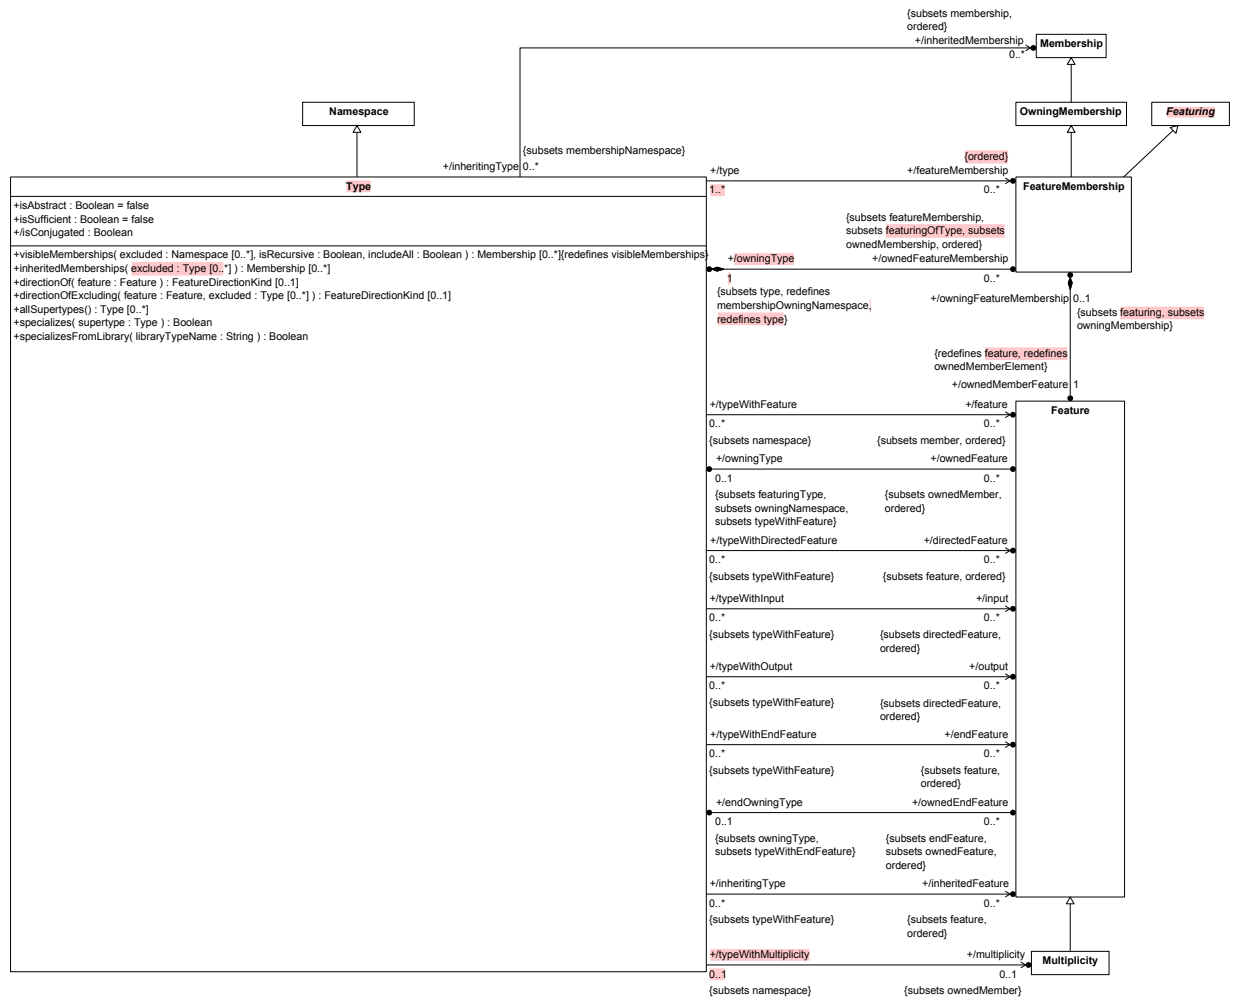 {subsets membership,
ordered}
+/inheritedMembership
0..*
Membership
Namespace
OwningMembership
Featuring
{subsets membershipNamespace}
+/inheritingType 0..*
Type
+isAbstract : Boolean = false
+isSufficient : Boolean = false
+/isConjugated : Boolean
+visibleMemberships( excluded : Namespace [0..*], isRecursive : Boolean, includeAll : Boolean ) : Membership [0..*]{redefines visibleMemberships}
+inheritedMemberships( excluded : Type [0..*] ) : Membership [0..*]
+directionOf( feature : Feature ) : FeatureDirectionKind [0..1]
+directionOfExcluding( feature : Feature, excluded : Type [0..*] ) : FeatureDirectionKind [0..1]
+allSupertypes() : Type [0..*]
+specializes( supertype : Type ) : Boolean
+specializesFromLibrary( libraryTypeName : String ) : Boolean
{ordered}
+/type
+/featureMembership
1..*
0..*
FeatureMembership
{subsets featureMembership,
subsets featuringOfType, subsets
ownedMembership, ordered}
+/owningType
+/ownedFeatureMembership
1
0..*
{subsets type, redefines
membershipOwningNamespace,
redefines type}
+/owningFeatureMembership 0..1
{subsets featuring, subsets
owningMembership}
{redefines feature, redefines
ownedMemberElement}
+/ownedMemberFeature 1
Feature
+/typeWithFeature
+/feature
0..*
0..*
{subsets namespace}
{subsets member, ordered}
+/owningType
+/ownedFeature
0..1
0..*
{subsets featuringType,
subsets owningNamespace,
subsets typeWithFeature}
{subsets ownedMember,
ordered}
+/typeWithDirectedFeature
+/directedFeature
0..*
0..*
{subsets typeWithFeature}
{subsets feature, ordered}
+/typeWithInput
+/input
0..*
0..*
{subsets typeWithFeature}
{subsets directedFeature,
ordered}
+/typeWithOutput
+/output
0..*
0..*
{subsets typeWithFeature}
{subsets directedFeature,
ordered}
+/typeWithEndFeature
+/endFeature
0..*
0..*
{subsets typeWithFeature}
{subsets feature,
ordered}
+/endOwningType
+/ownedEndFeature
0..1
0..*
{subsets owningType,
subsets typeWithEndFeature}
{subsets endFeature,
subsets ownedFeature,
ordered}
+/inheritingType
+/inheritedFeature
0..*
0..*
{subsets typeWithFeature}
{subsets feature,
ordered}
+/typeWithMultiplicity
+/multiplicity
0..1
0..1
Multiplicity
{subsets namespace}
{subsets ownedMember}